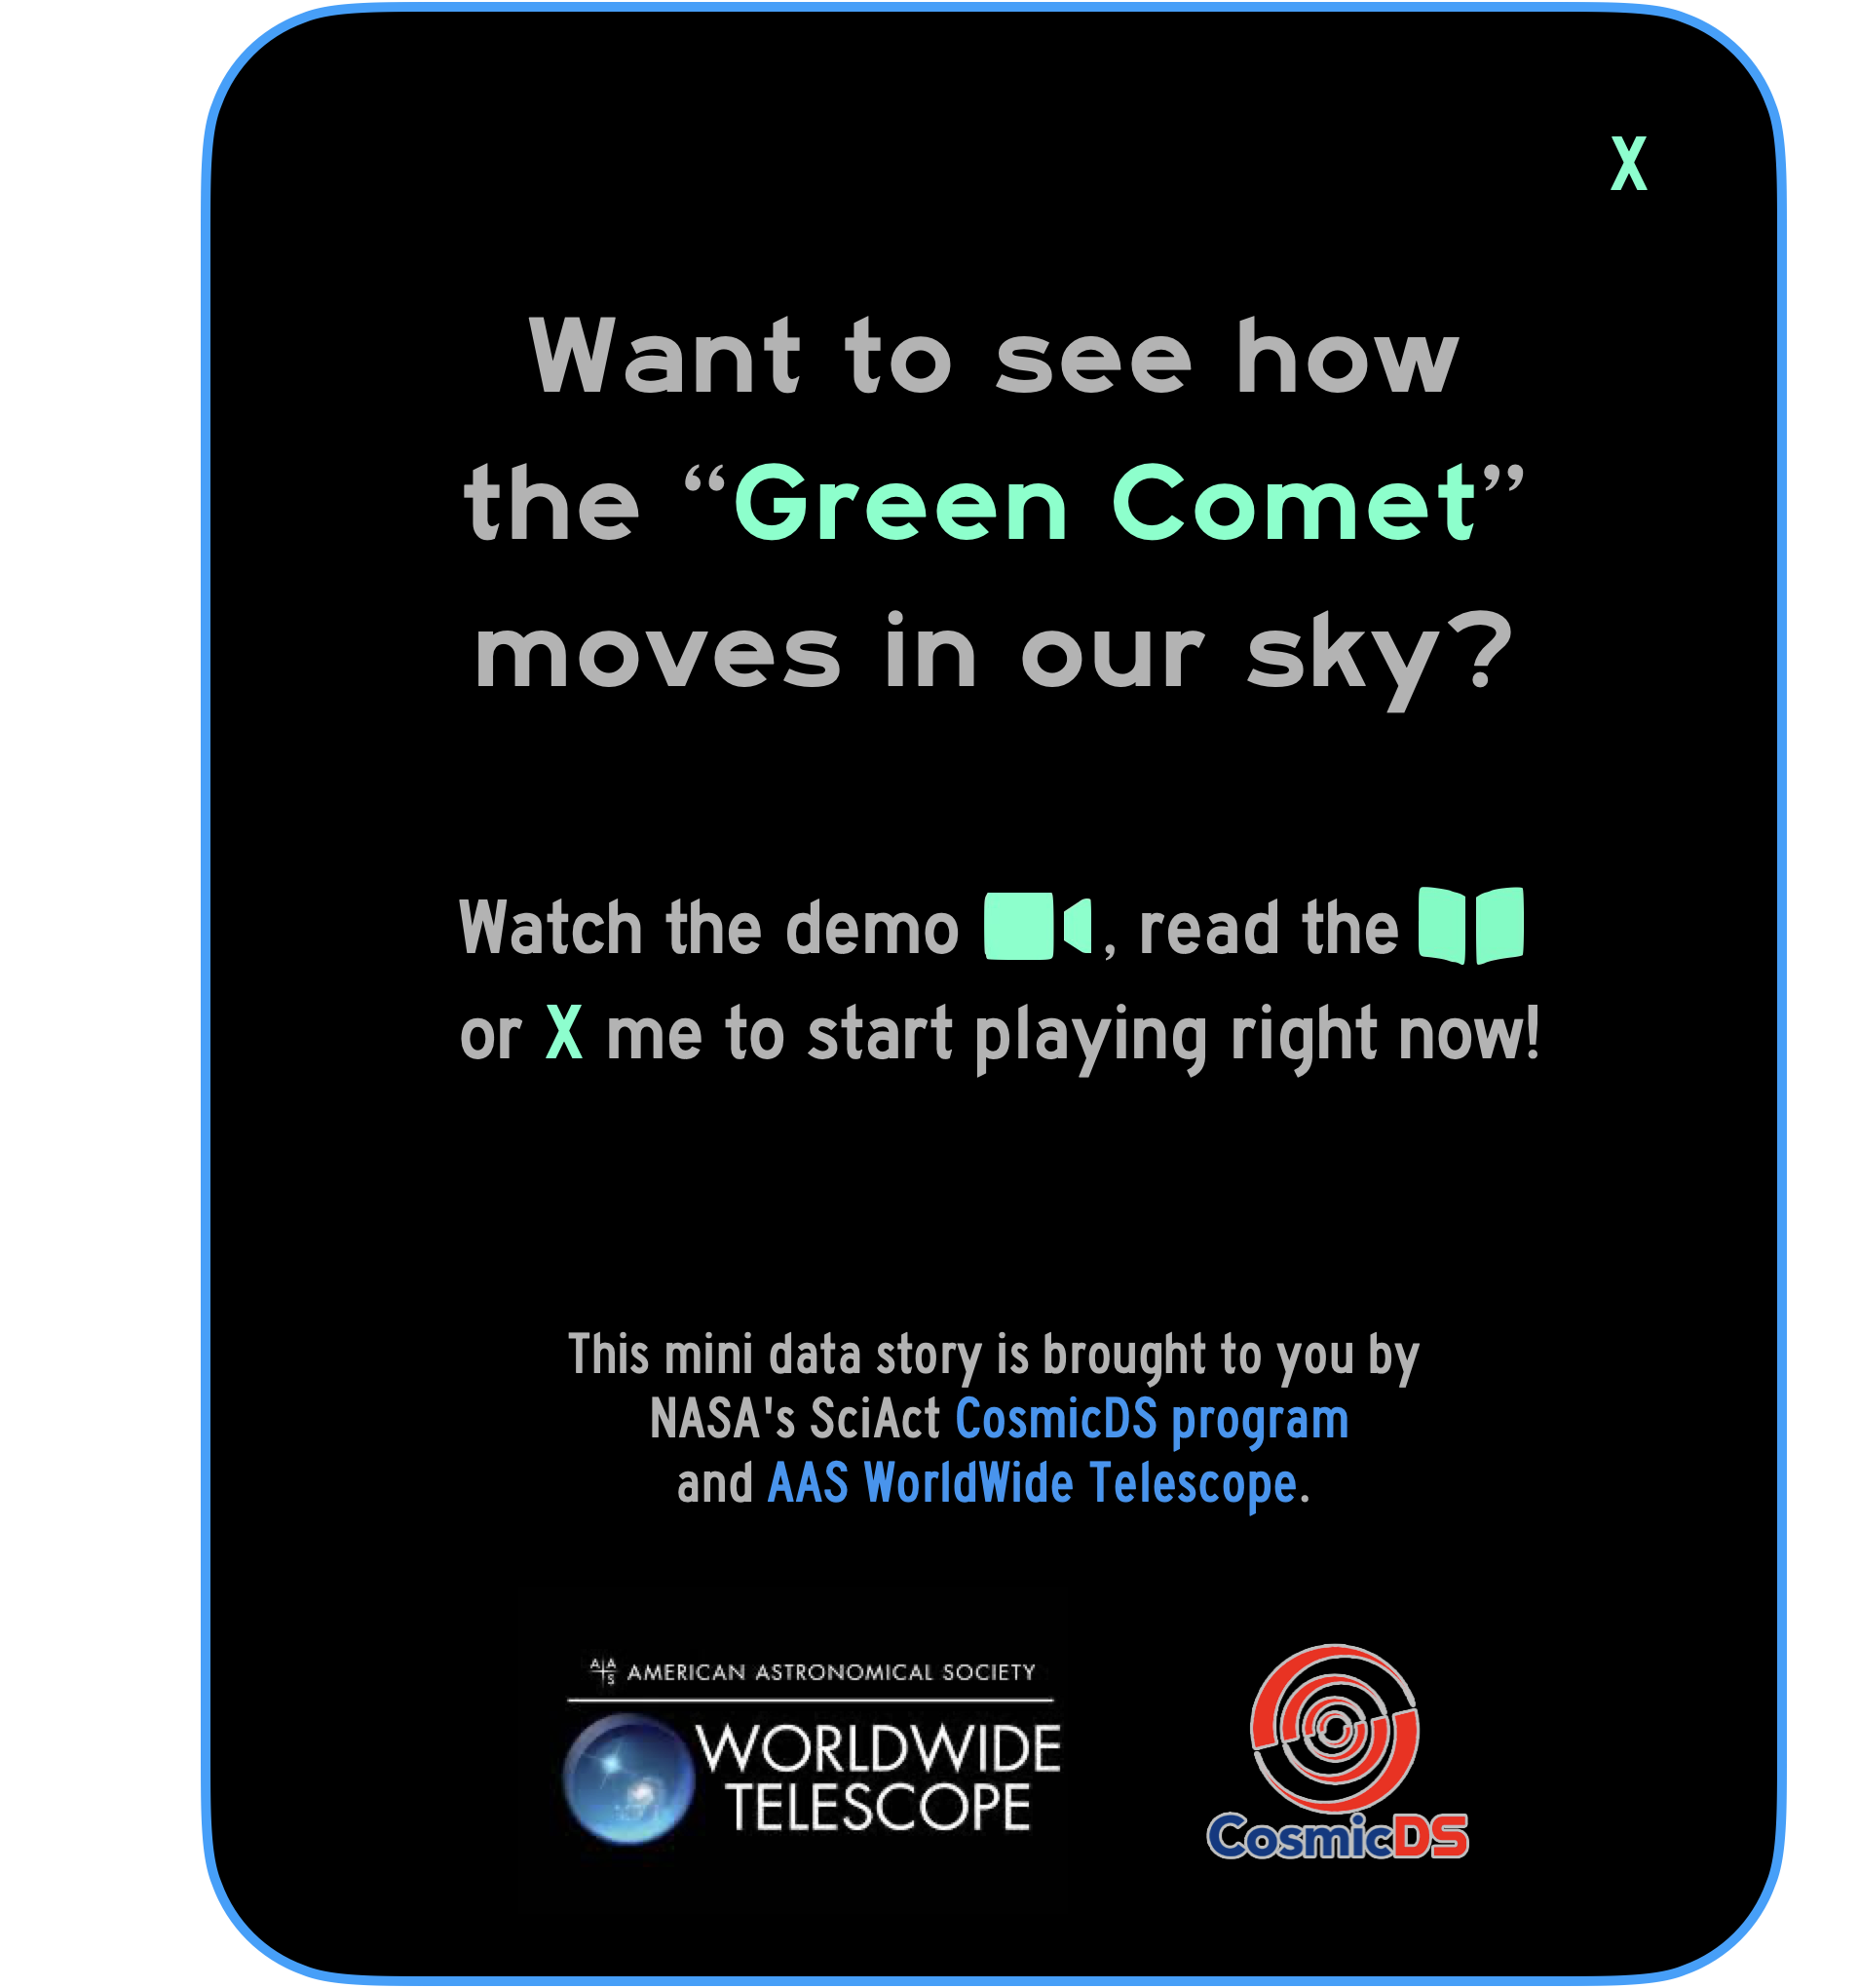 X
Want to see how
the “Green Comet”
moves in our sky?
Watch the demo , read the
or X me to start playing right now!
This mini data story is brought to you by
NASA's SciAct CosmicDS program
and AAS WorldWide Telescope.
AAS AMERICAN ASTRONOMICAL SOCIETY
WORLDWIDE
TELESCOPE
CosmicDS